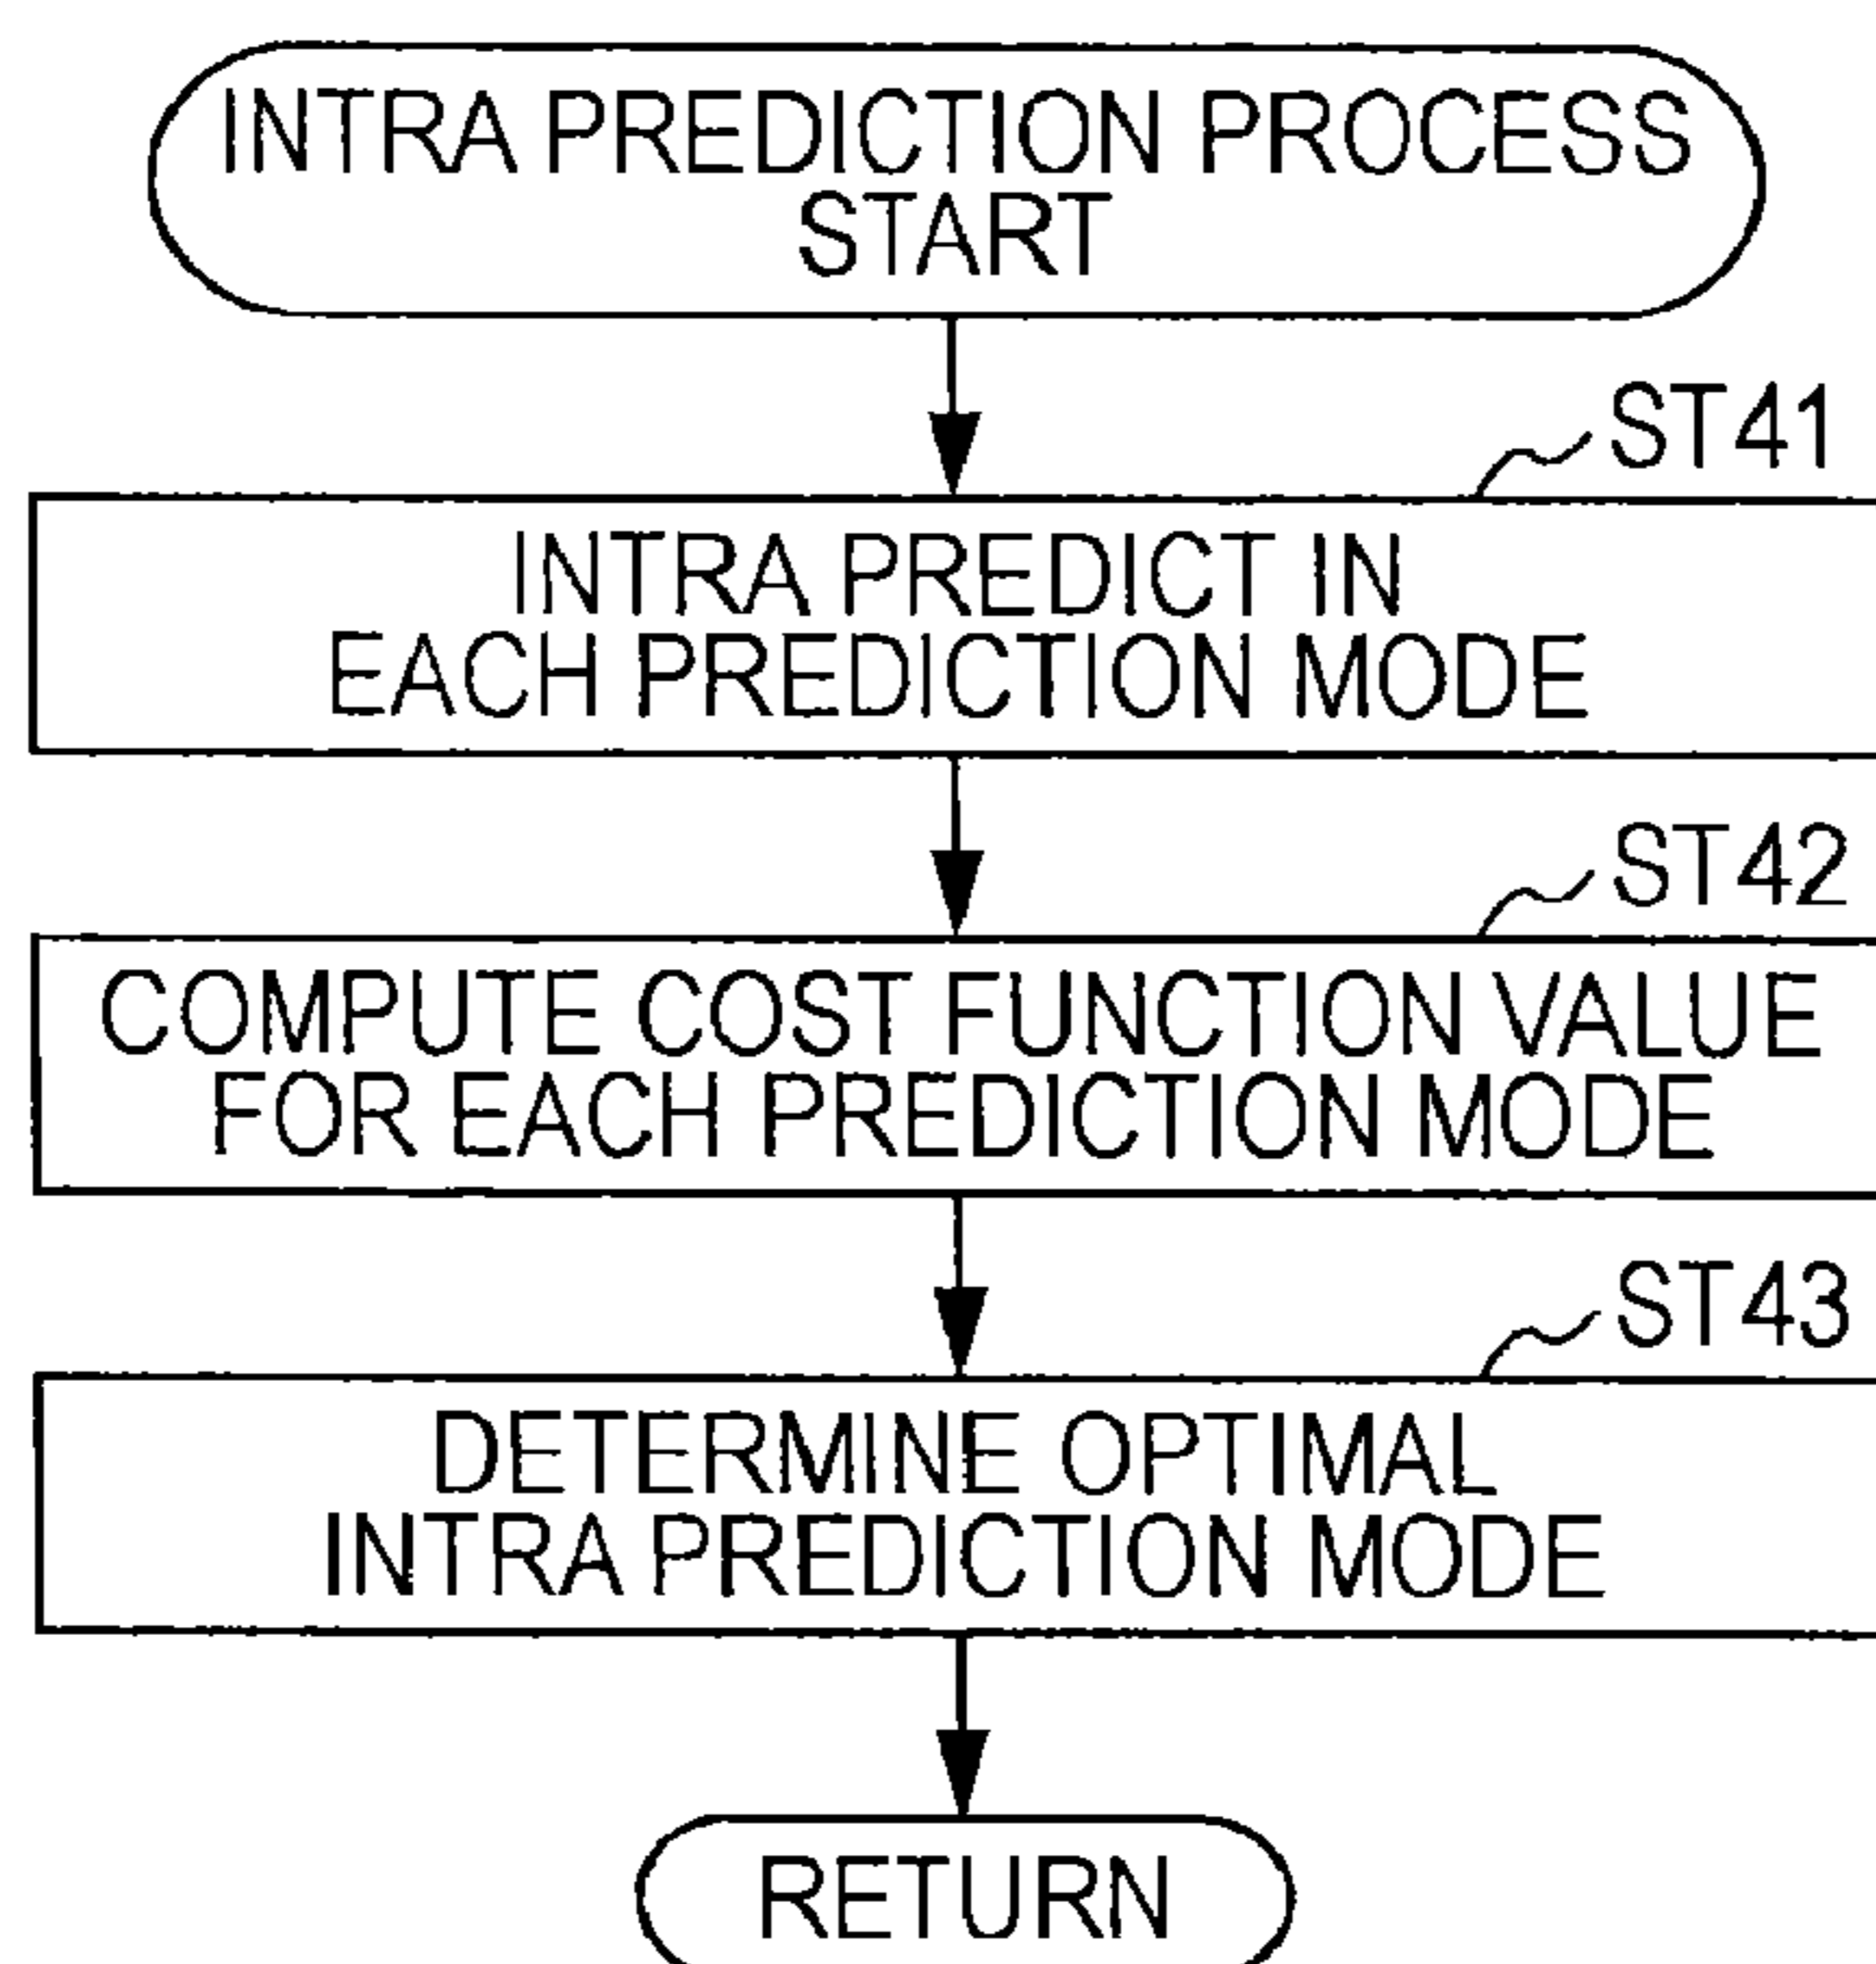 INTRA PREDICTION PROCESS
START
ST41
INTRA PREDICT IN
EACH PREDICTION MODE
ST42
COMPUTE COST FUNCTION VALUE
FOR EACH PREDICTION MODE
ST43
DETERMINE OPTIMAL
INTRA PREDICTION MODE
RETURN